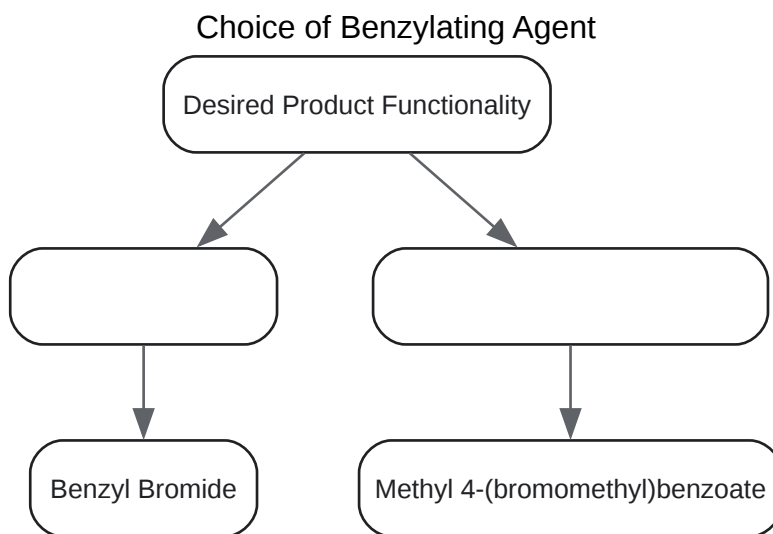 Choice of Benzylating Agent
Desired Product Functionality
Benzyl Bromide
Methyl 4-(bromomethyl)benzoate